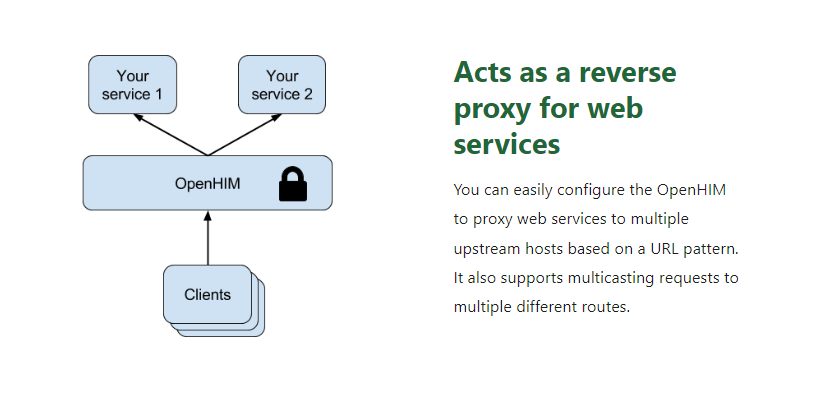 Your
service 1
Your
service 2
OpenHIM
Clients
Acts as a reverse
proxy for web
services
You can easily configure the OpenHIM
to proxy web services to multiple
upstream hosts based on a URL pattern.
It also supports multicasting requests to
multiple different routes.